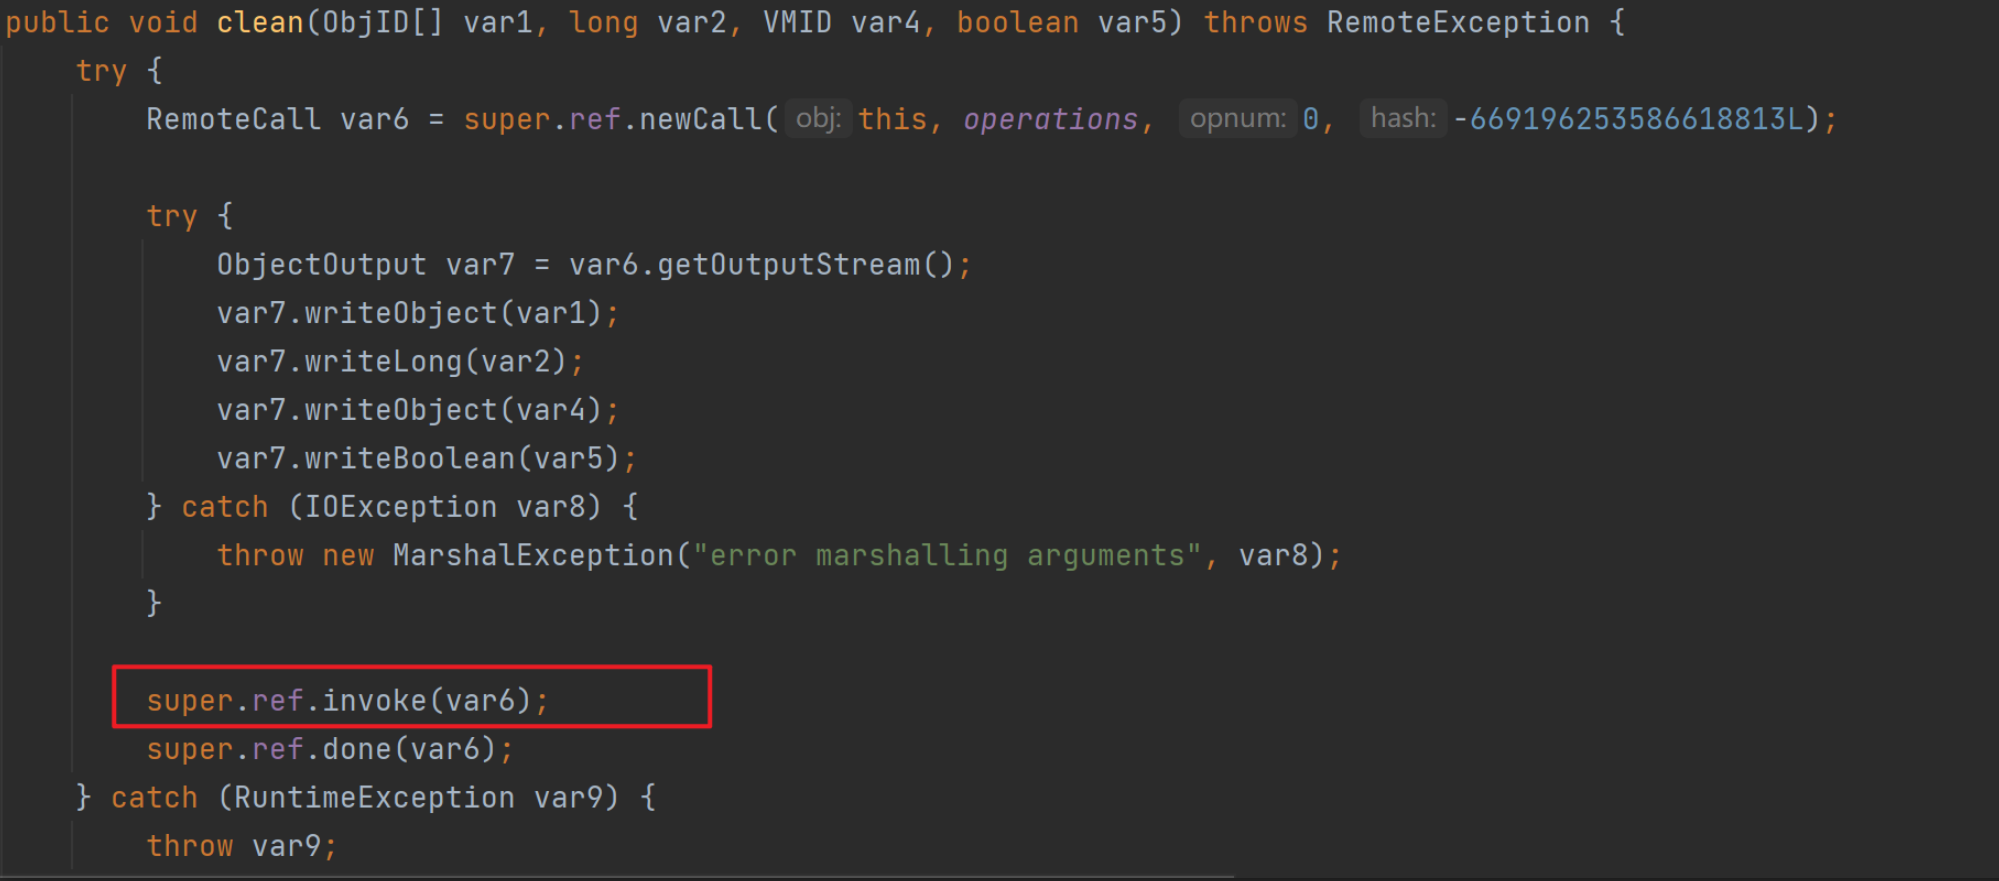 public void clean(ObjID[] var1, long var2, VMID var4, boolean var5) throws RemoteException {
    try {
        RemoteCall var6 = super.ref.newCall( obj: this, operations, opnum: 0, hash: -669196253586618813L);

        try {
            ObjectOutput var7 = var6.getOutputStream();
            var7.writeObject(var1);
            var7.writeLong(var2);
            var7.writeObject(var4);
            var7.writeBoolean(var5);
        } catch (IOException var8) {
            throw new MarshalException("error marshalling arguments", var8);
        }

        super.ref.invoke(var6);
        super.ref.done(var6);
    } catch (RuntimeException var9) {
        throw var9;